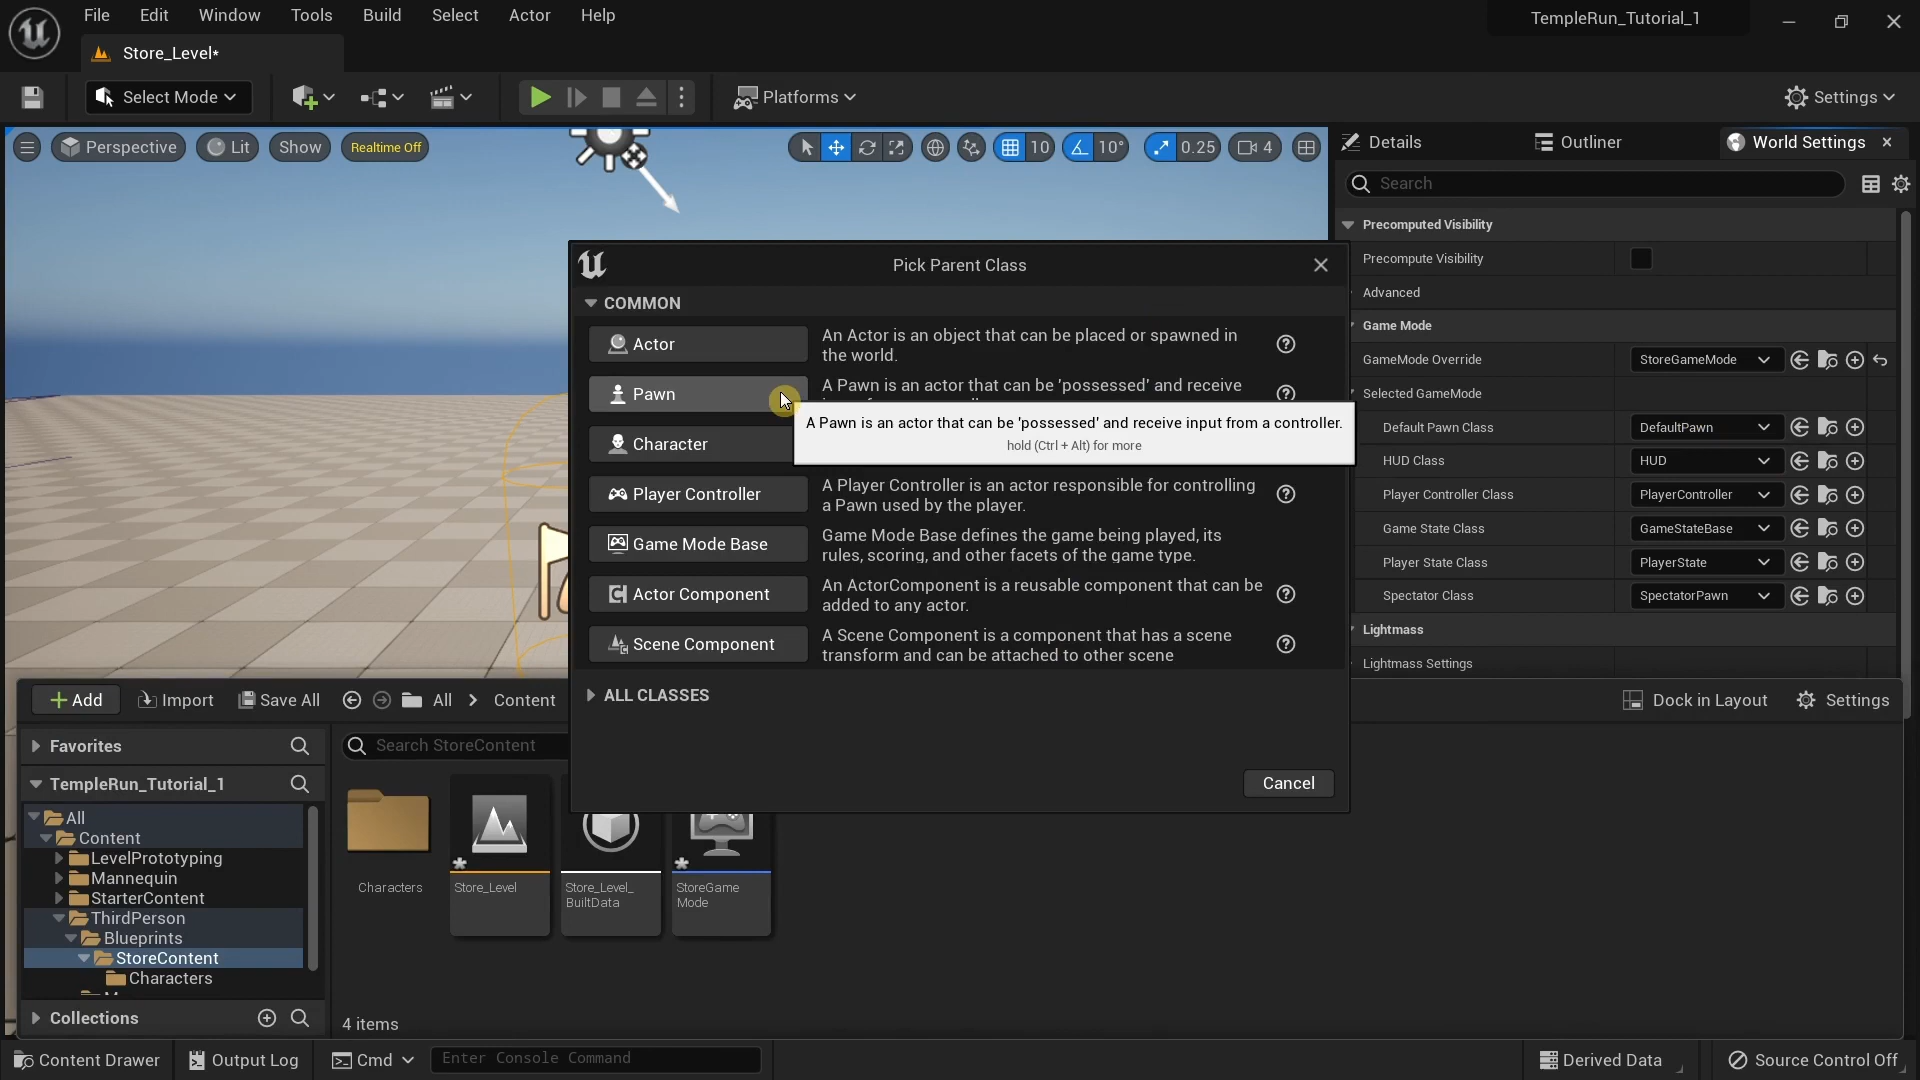 File Edit Window Tools Build Select Actor Help
TempleRun_Tutorial_1
Store_Level*
Select Mode
Platforms
Settings
Perspective Lit Show Realtime Off
10 10° 0.25 4
Details Outliner World Settings
Search
Precomputed Visibility
Precompute Visibility
Advanced
Game Mode
GameMode Override StoreGameMode
Selected GameMode
Default Pawn Class DefaultPawn
HUD Class HUD
Player Controller Class PlayerController
Game State Class GameStateBase
Player State Class PlayerState
Spectator Class SpectatorPawn
Lightmass
Lightmass Settings
Pick Parent Class
COMMON
Actor
An Actor is an object that can be placed or spawned in
the world.
Pawn
A Pawn is an actor that can be 'possessed' and receive
A Pawn is an actor that can be 'possessed' and receive input from a controller.
hold (Ctrl + Alt) for more
Character
Player Controller
A Player Controller is an actor responsible for controlling
a Pawn used by the player.
Game Mode Base
Game Mode Base defines the game being played, its
rules, scoring, and other facets of the game type.
Actor Component
An ActorComponent is a reusable component that can be
added to any actor.
Scene Component
A Scene Component is a component that has a scene
transform and can be attached to other scene
ALL CLASSES
Cancel
Add Import Save All All Content
Dock in Layout Settings
Favorites
Search StoreContent
TempleRun_Tutorial_1
All
Content
LevelPrototyping
Mannequin
StarterContent
ThirdPerson
Blueprints
StoreContent
Characters
Collections
Characters
Store_Level
Store_Level_
BuiltData
StoreGame
Mode
4 items
Content Drawer Output Log Cmd Enter Console Command
Derived Data Source Control Off